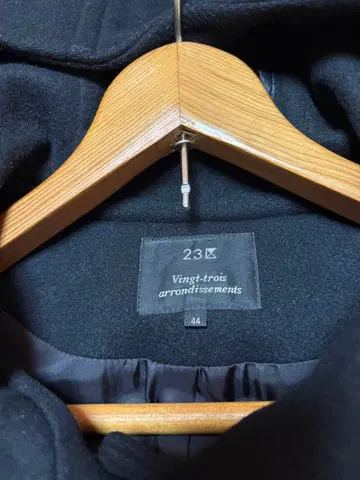 23区
Vingt-trois
arrondissements
44